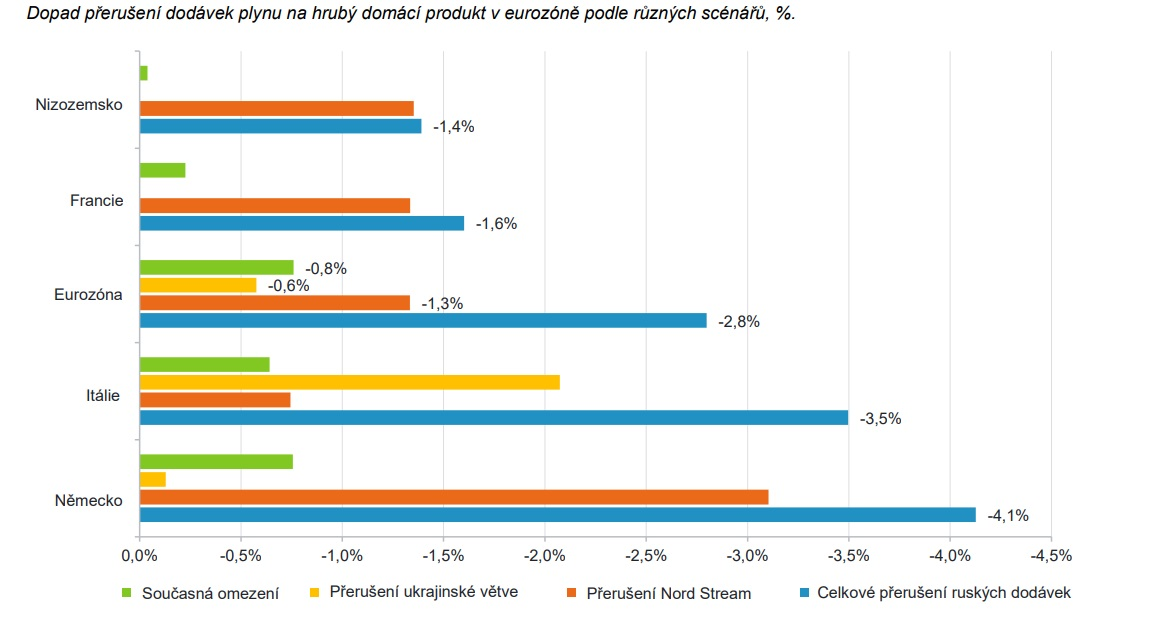 Dopad přerušení dodávek plynu na hrubý domácí produkt v eurozóně podle různých scénářů, %.
Nizozemsko
-1,4%
Francie
-1,6%
Eurozóna
-0,8%
-0,6%
-1,3%
-2,8%
Itálie
-3,5%
Německo
-4,1%
0,0% -0,5% -1,0% -1,5% -2,0% -2,5% -3,0% -3,5% -4,0% -4,5%
Současná omezení Přerušení ukrajinské větve Přerušení Nord Stream Celkové přerušení ruských dodávek